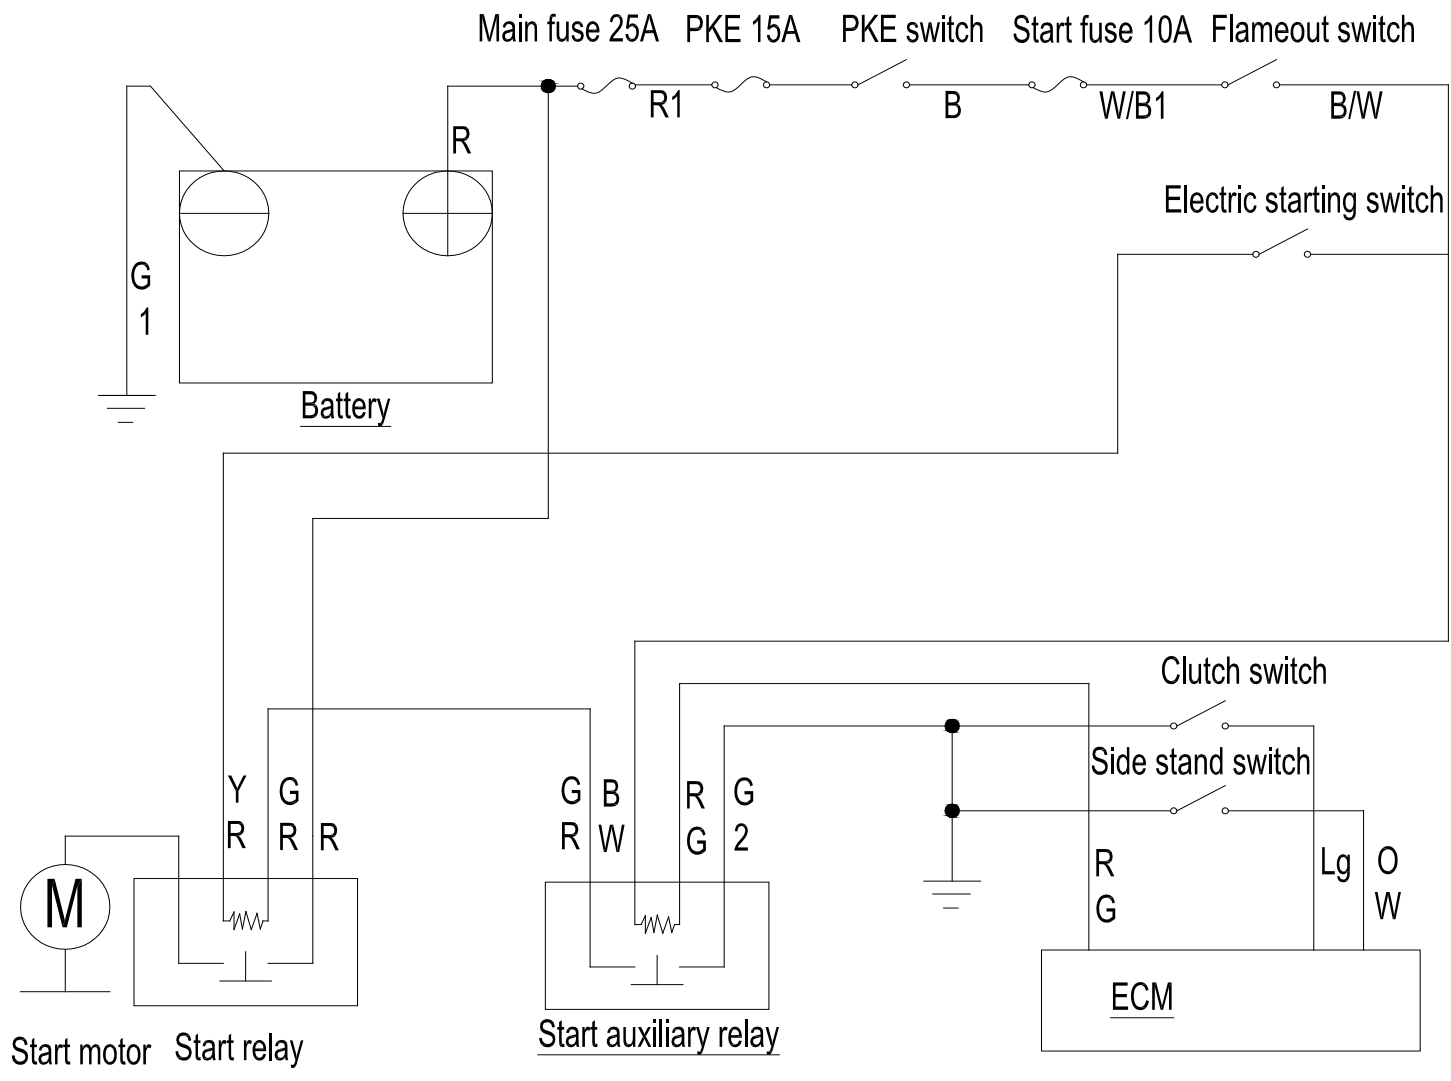 Main fuse 25A PKE 15A PKE switch Start fuse 10A Flameout switch
R1 B W/B1 B/W
R
Electric starting switch
G
1
Battery
Clutch switch
Side stand switch
Y G G B R G
R R R R W G 2
R Lg O
G W
M
ECM
Start motor Start relay Start auxiliary relay